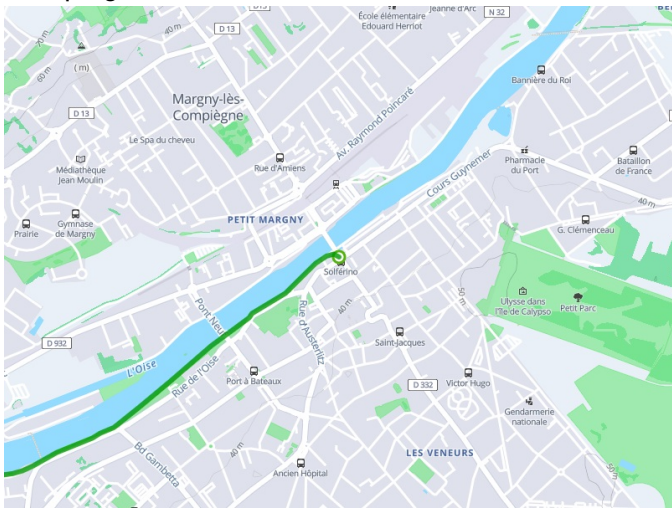 Jeanne d'Arc
École élémentaire
Edouard Herriot
N 32
D 13
40 m
60 m
( m)
Bannière du Roi
D 13
Margny-lès-
Compiègne
Av. Raymond Poincaré
Le Spa du cheveu
Cours Guynemer
Pharmacie
du Port
Bataillon
de France
Médiathèque
Jean Moulin
Rue d'Amiens
40 m
PETIT MARGNY
Prairie
Gymnase
de Margny
G. Clémenceau
Solférino
50 m
Ulysse dans
l'île de Calypso
Petit Parc
Pont Neuf
Rue d'Austerlitz
40 m
D 932
Saint-Jacques
L'Oise
Rue de l'Oise
Port à Bateaux
D 332
Victor Hugo
Gendarmerie
nationale
Bd Gambetta
40 m
LES VENEURS
Ancien Hôpital
50 m